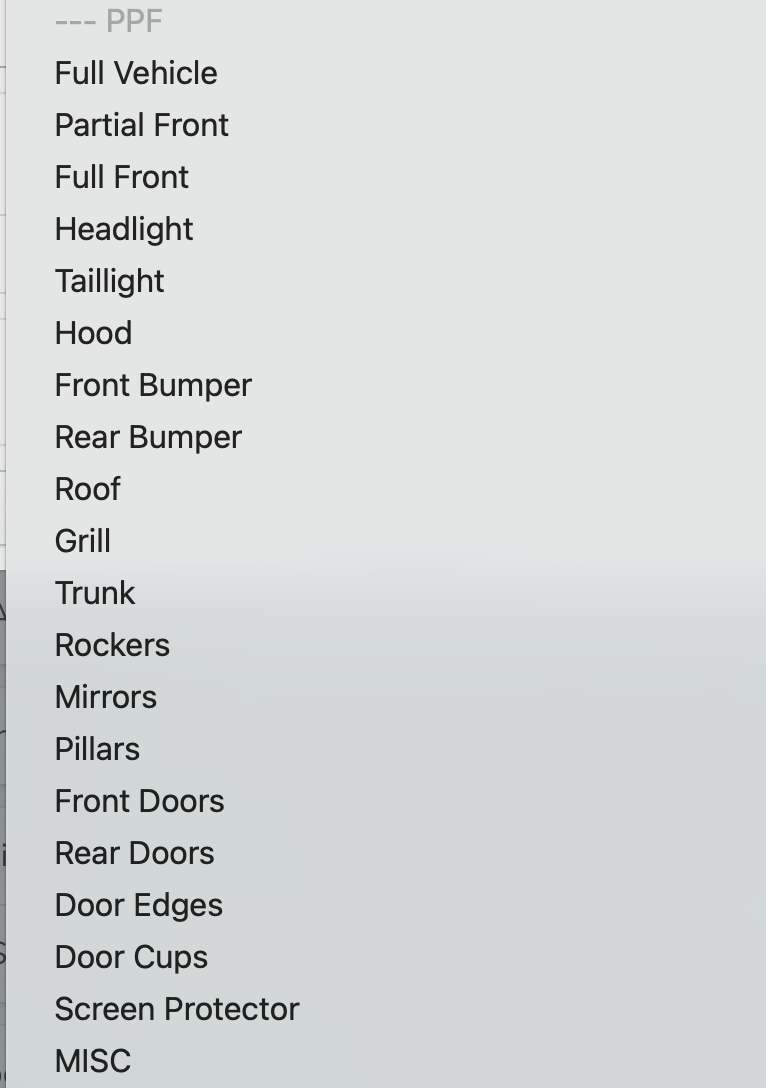 --- PPF
Full Vehicle
Partial Front
Full Front
Headlight
Taillight
Hood
Front Bumper
Rear Bumper
Roof
Grill
Trunk
Rockers
Mirrors
Pillars
Front Doors
Rear Doors
Door Edges
Door Cups
Screen Protector
MISC